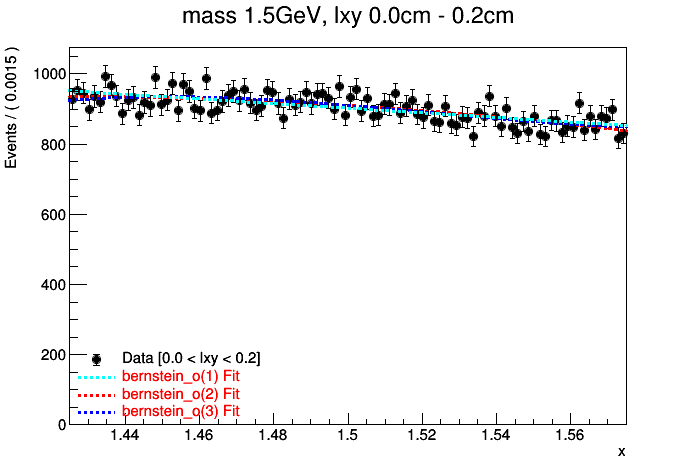 mass 1.5GeV, lxy 0.0cm - 0.2cm
Events / ( 0.0015 )
1000
800
600
400
200
0
Data [0.0 < lxy < 0.2]
bernstein_o(1) Fit
bernstein_o(2) Fit
bernstein_o(3) Fit
1.44 1.46 1.48 1.5 1.52 1.54 1.56
x